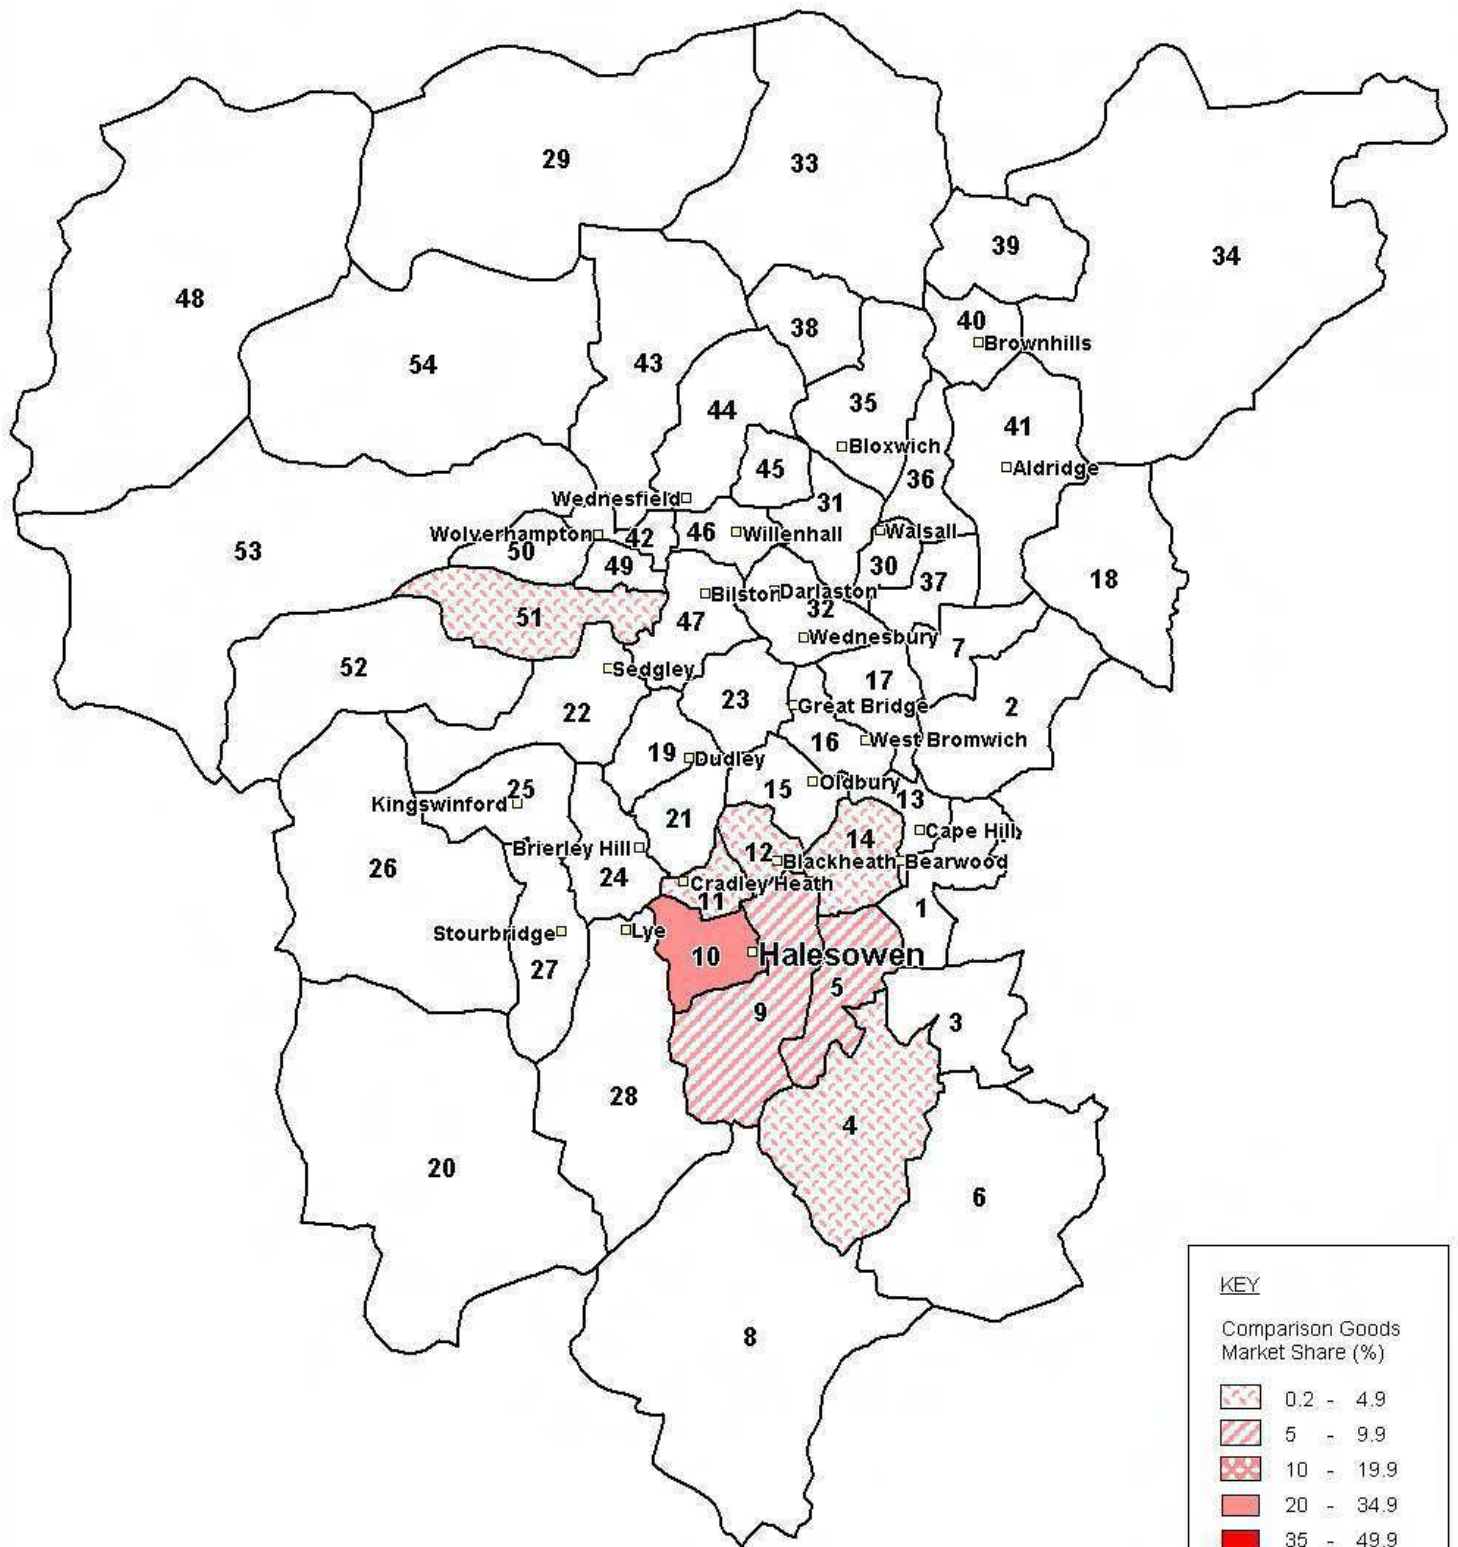 29
33
39
34
48
40
Brownhills
38
54
43
35
44
41
Bloxwich
45
Aldridge
36
Wednesfield
31
Wolverhampton
42
46
Willenhall
Walsall
53
50
49
30
37
18
Bilston
Darlaston
51
32
47
Wednesbury
7
52
Sedgley
17
23
Great Bridge
2
22
16
West Bromwich
19
Dudley
15
Oldbury
25
13
Kingswinford
21
Cape Hill
14
Brierley Hill
12
Blackheath
Bearwood
26
24
Cradley Heath
11
1
Stourbridge
Lye
10
Halesowen
27
5
9
3
28
4
20
6
8
KEY
Comparison Goods
Market Share (%)
0.2 - 4.9
5 - 9.9
10 - 19.9
20 - 34.9
35 - 49.9